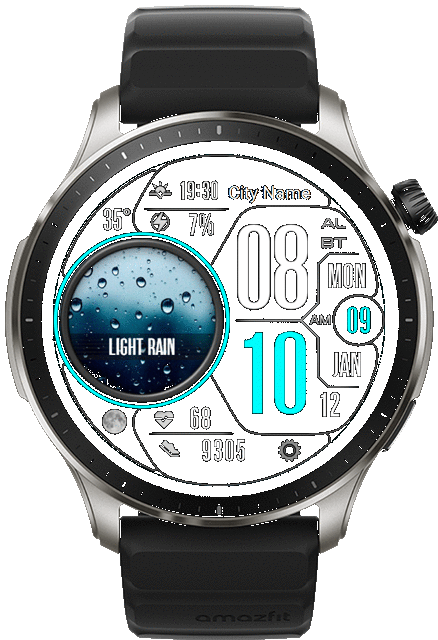 19:30 City Name
35° 7%
AL
BT
08
MON
LIGHT RAIN
AM 09
10
JAN
12
68
9305
amazfit